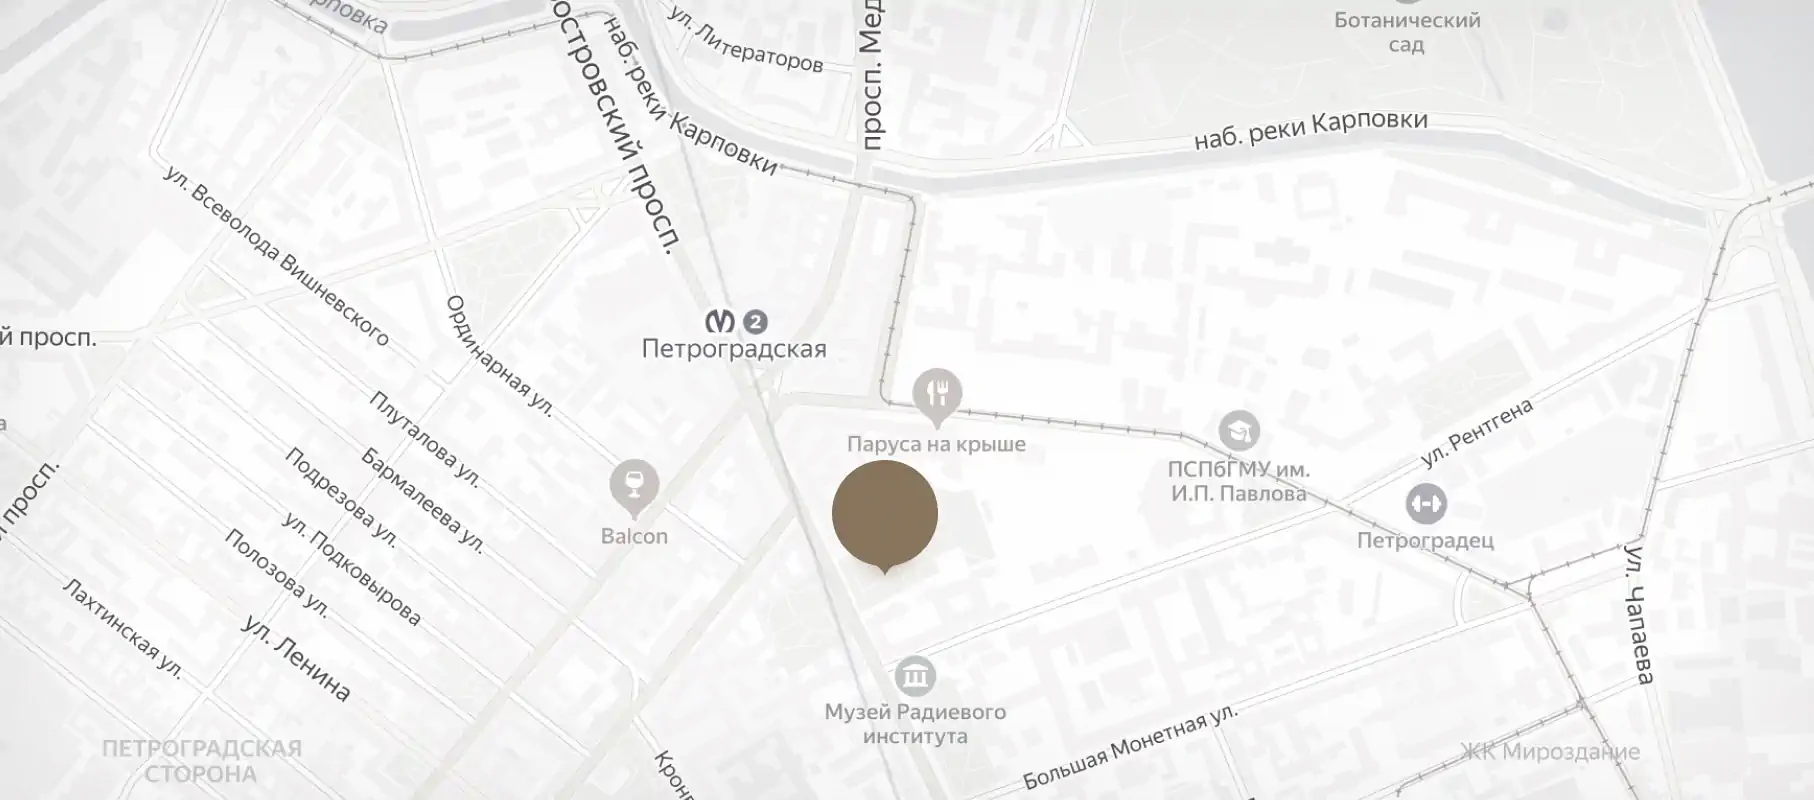 арповка
ул. Литераторов
просп. Мед
Ботанический
сад
островский просп.
наб. реки Карповки
наб. реки Карповки
ул. Всеволода Вишневского
Ординарная ул.
й просп.
2
Петроградская
Паруса на крыше
ПСПбГМУ им.
И.П. Павлова
ул. Рентгена
Плуталова ул.
Бармалеева ул.
Подрезова ул.
ул. Подковырова
Полозова ул.
Лахтинская ул.
ул. Ленина
просп.
а
Balcon
Петроградец
ул. Чапаева
Музей Радиевого
института
Большая Монетная ул.
ЖК Мироздание
ПЕТРОГРАДСКАЯ
СТОРОНА
Кронв